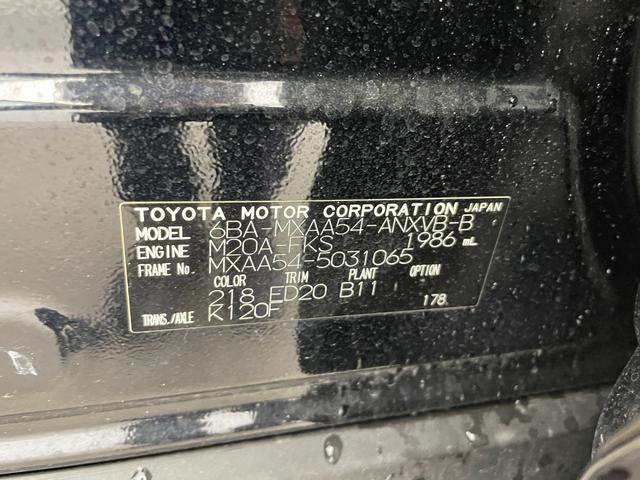 TOYOTA MOTOR CORPORATION JAPAN
MODEL 6BA-MXAA54-ANXVB-B
ENGINE M20A-FKS 1986 mL
FRAME No. MXAA54-5031065
COLOR TRIM PLANT OPTION
218 ED20 B11 178
TRANS./AXLE K120F